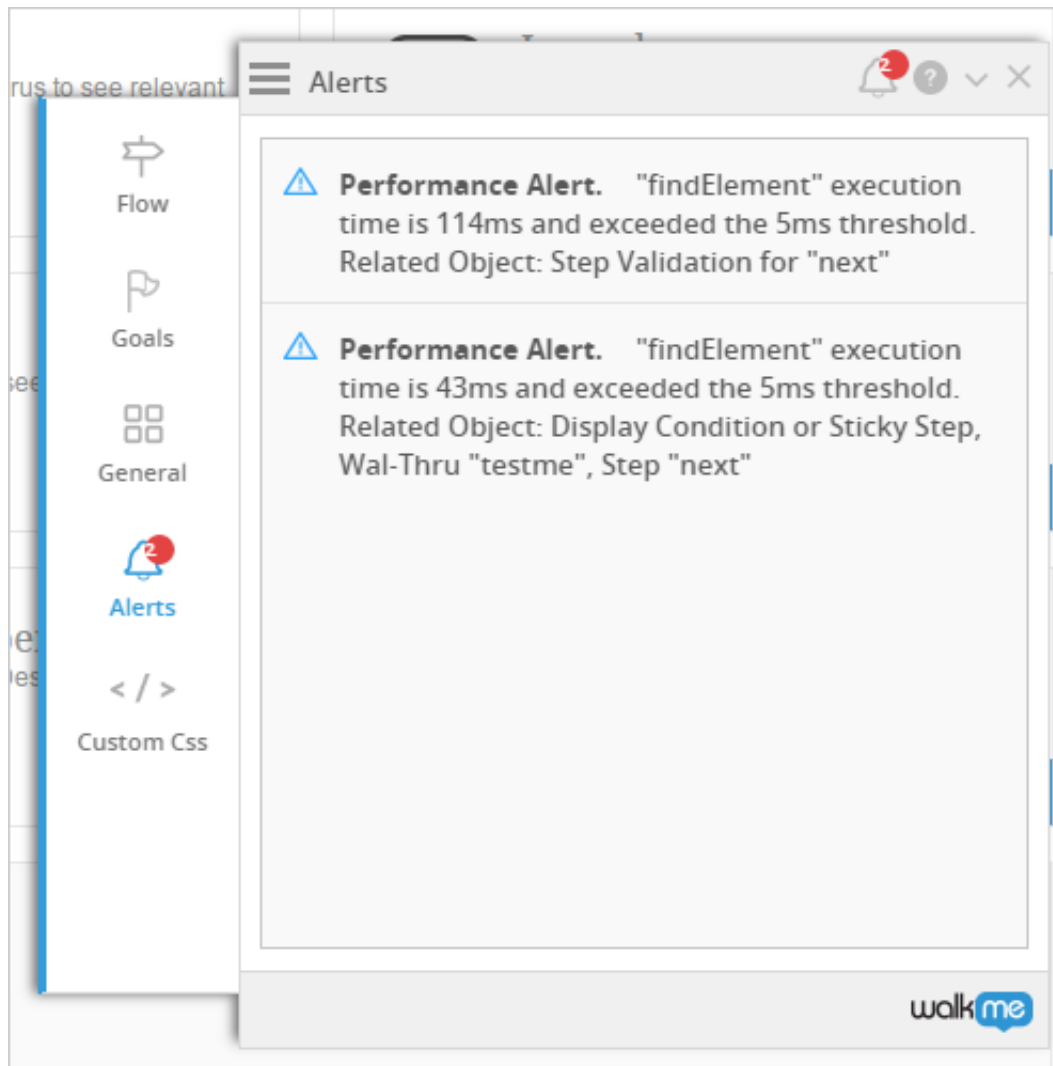 rus to see relevant
Alerts
2
?
Flow
Goals
General
2
Alerts
</>
Custom Css
Performance Alert. "findElement" execution
time is 114ms and exceeded the 5ms threshold.
Related Object: Step Validation for "next"
Performance Alert. "findElement" execution
time is 43ms and exceeded the 5ms threshold.
Related Object: Display Condition or Sticky Step,
Wal-Thru "testme", Step "next"
see
walkme